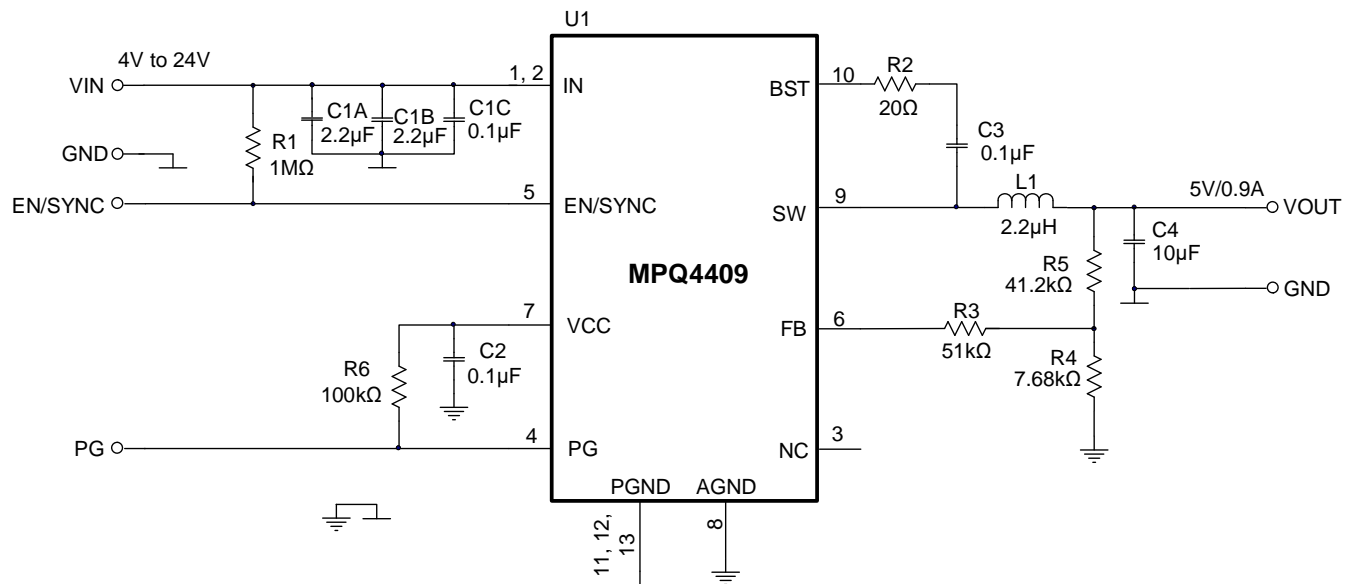 U1
4V to 24V
VIN
1, 2
IN
BST
10
R2
20Ω
C1A
2.2µF
C1B
2.2µF
C1C
0.1µF
R1
1MΩ
C3
0.1µF
GND
EN/SYNC
5
EN/SYNC
SW
9
L1
2.2µH
5V/0.9A
VOUT
C4
10µF
MPQ4409
R5
41.2kΩ
GND
7
VCC
FB
6
R3
51kΩ
R4
7.68kΩ
C2
0.1µF
R6
100kΩ
PG
4
PG
NC
3
PGND
AGND
11, 12,
13
8